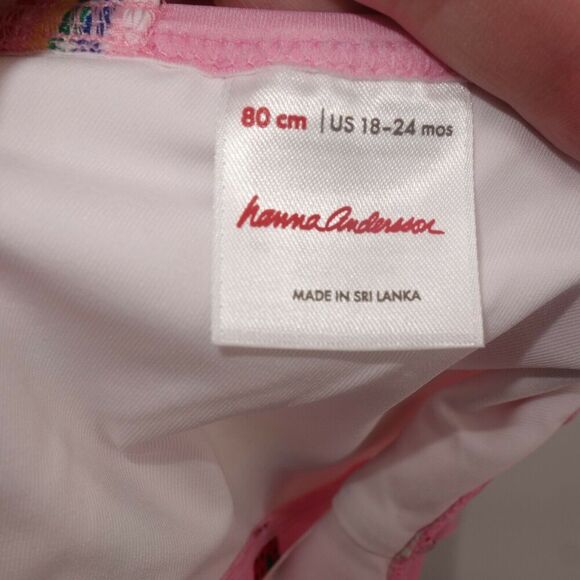 80 cm | US 18-24 mos
hanna andersson
MADE IN SRI LANKA